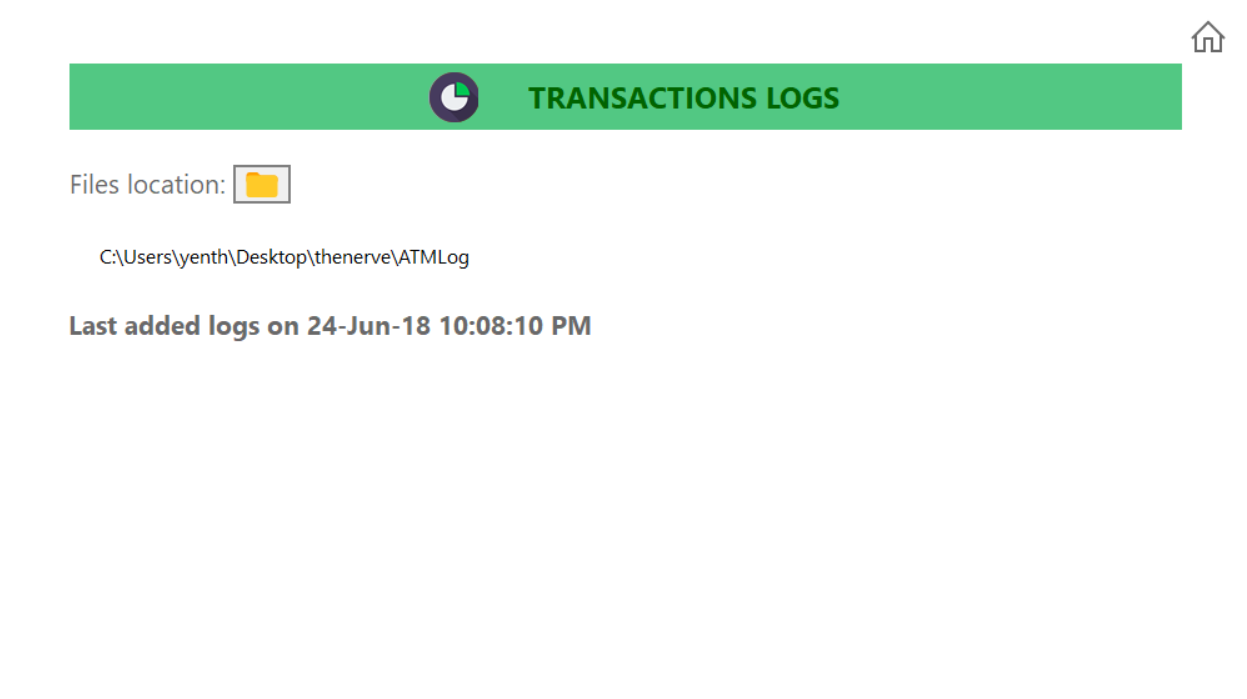 TRANSACTIONS LOGS
Files location:
C:\Users\yenth\Desktop\thenerve\ATMLog
Last added logs on 24-Jun-18 10:08:10 PM